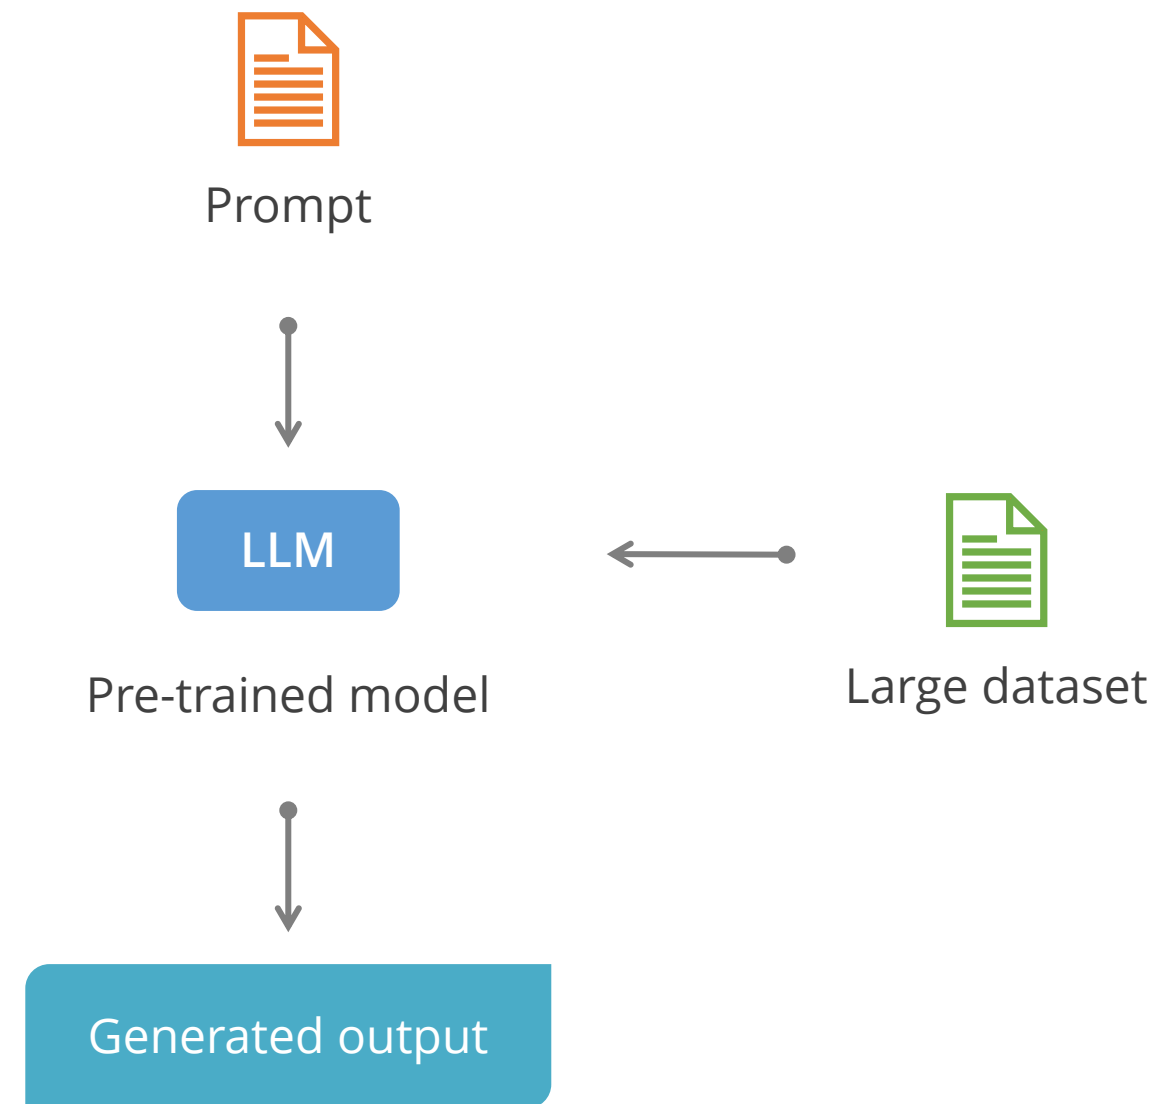 Prompt
LLM
Pre-trained model
Large dataset
Generated output